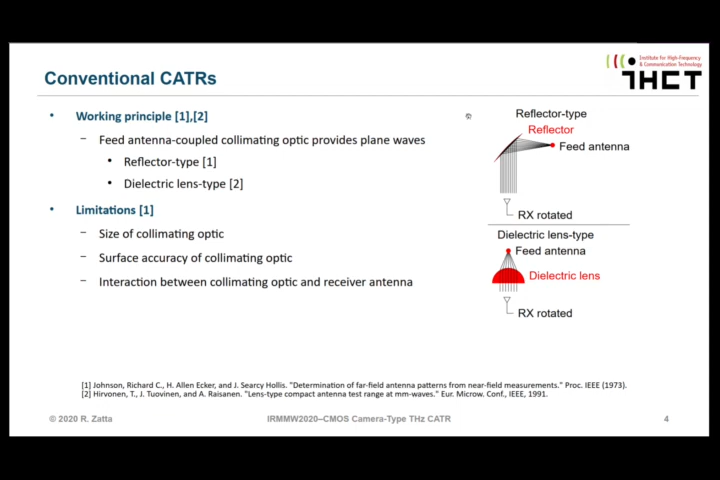 Institute for High-Frequency
& Communication Technology
IHCT
Conventional CATRs
• Working principle [1],[2]
– Feed antenna-coupled collimating optic provides plane waves
• Reflector-type [1]
• Dielectric lens-type [2]
• Limitations [1]
– Size of collimating optic
– Surface accuracy of collimating optic
– Interaction between collimating optic and receiver antenna
Reflector-type
Reflector
Feed antenna
RX rotated
Dielectric lens-type
Feed antenna
Dielectric lens
RX rotated
[1] Johnson, Richard C., H. Allen Ecker, and J. Searcy Hollis. "Determination of far-field antenna patterns from near-field measurements." Proc. IEEE (1973).
[2] Hirvonen, T., J. Tuovinen, and A. Raisanen. "Lens-type compact antenna test range at mm-waves." Eur. Microw. Conf., IEEE, 1991.
© 2020 R. Zatta
IRMMW2020–CMOS Camera-Type THz CATR
4